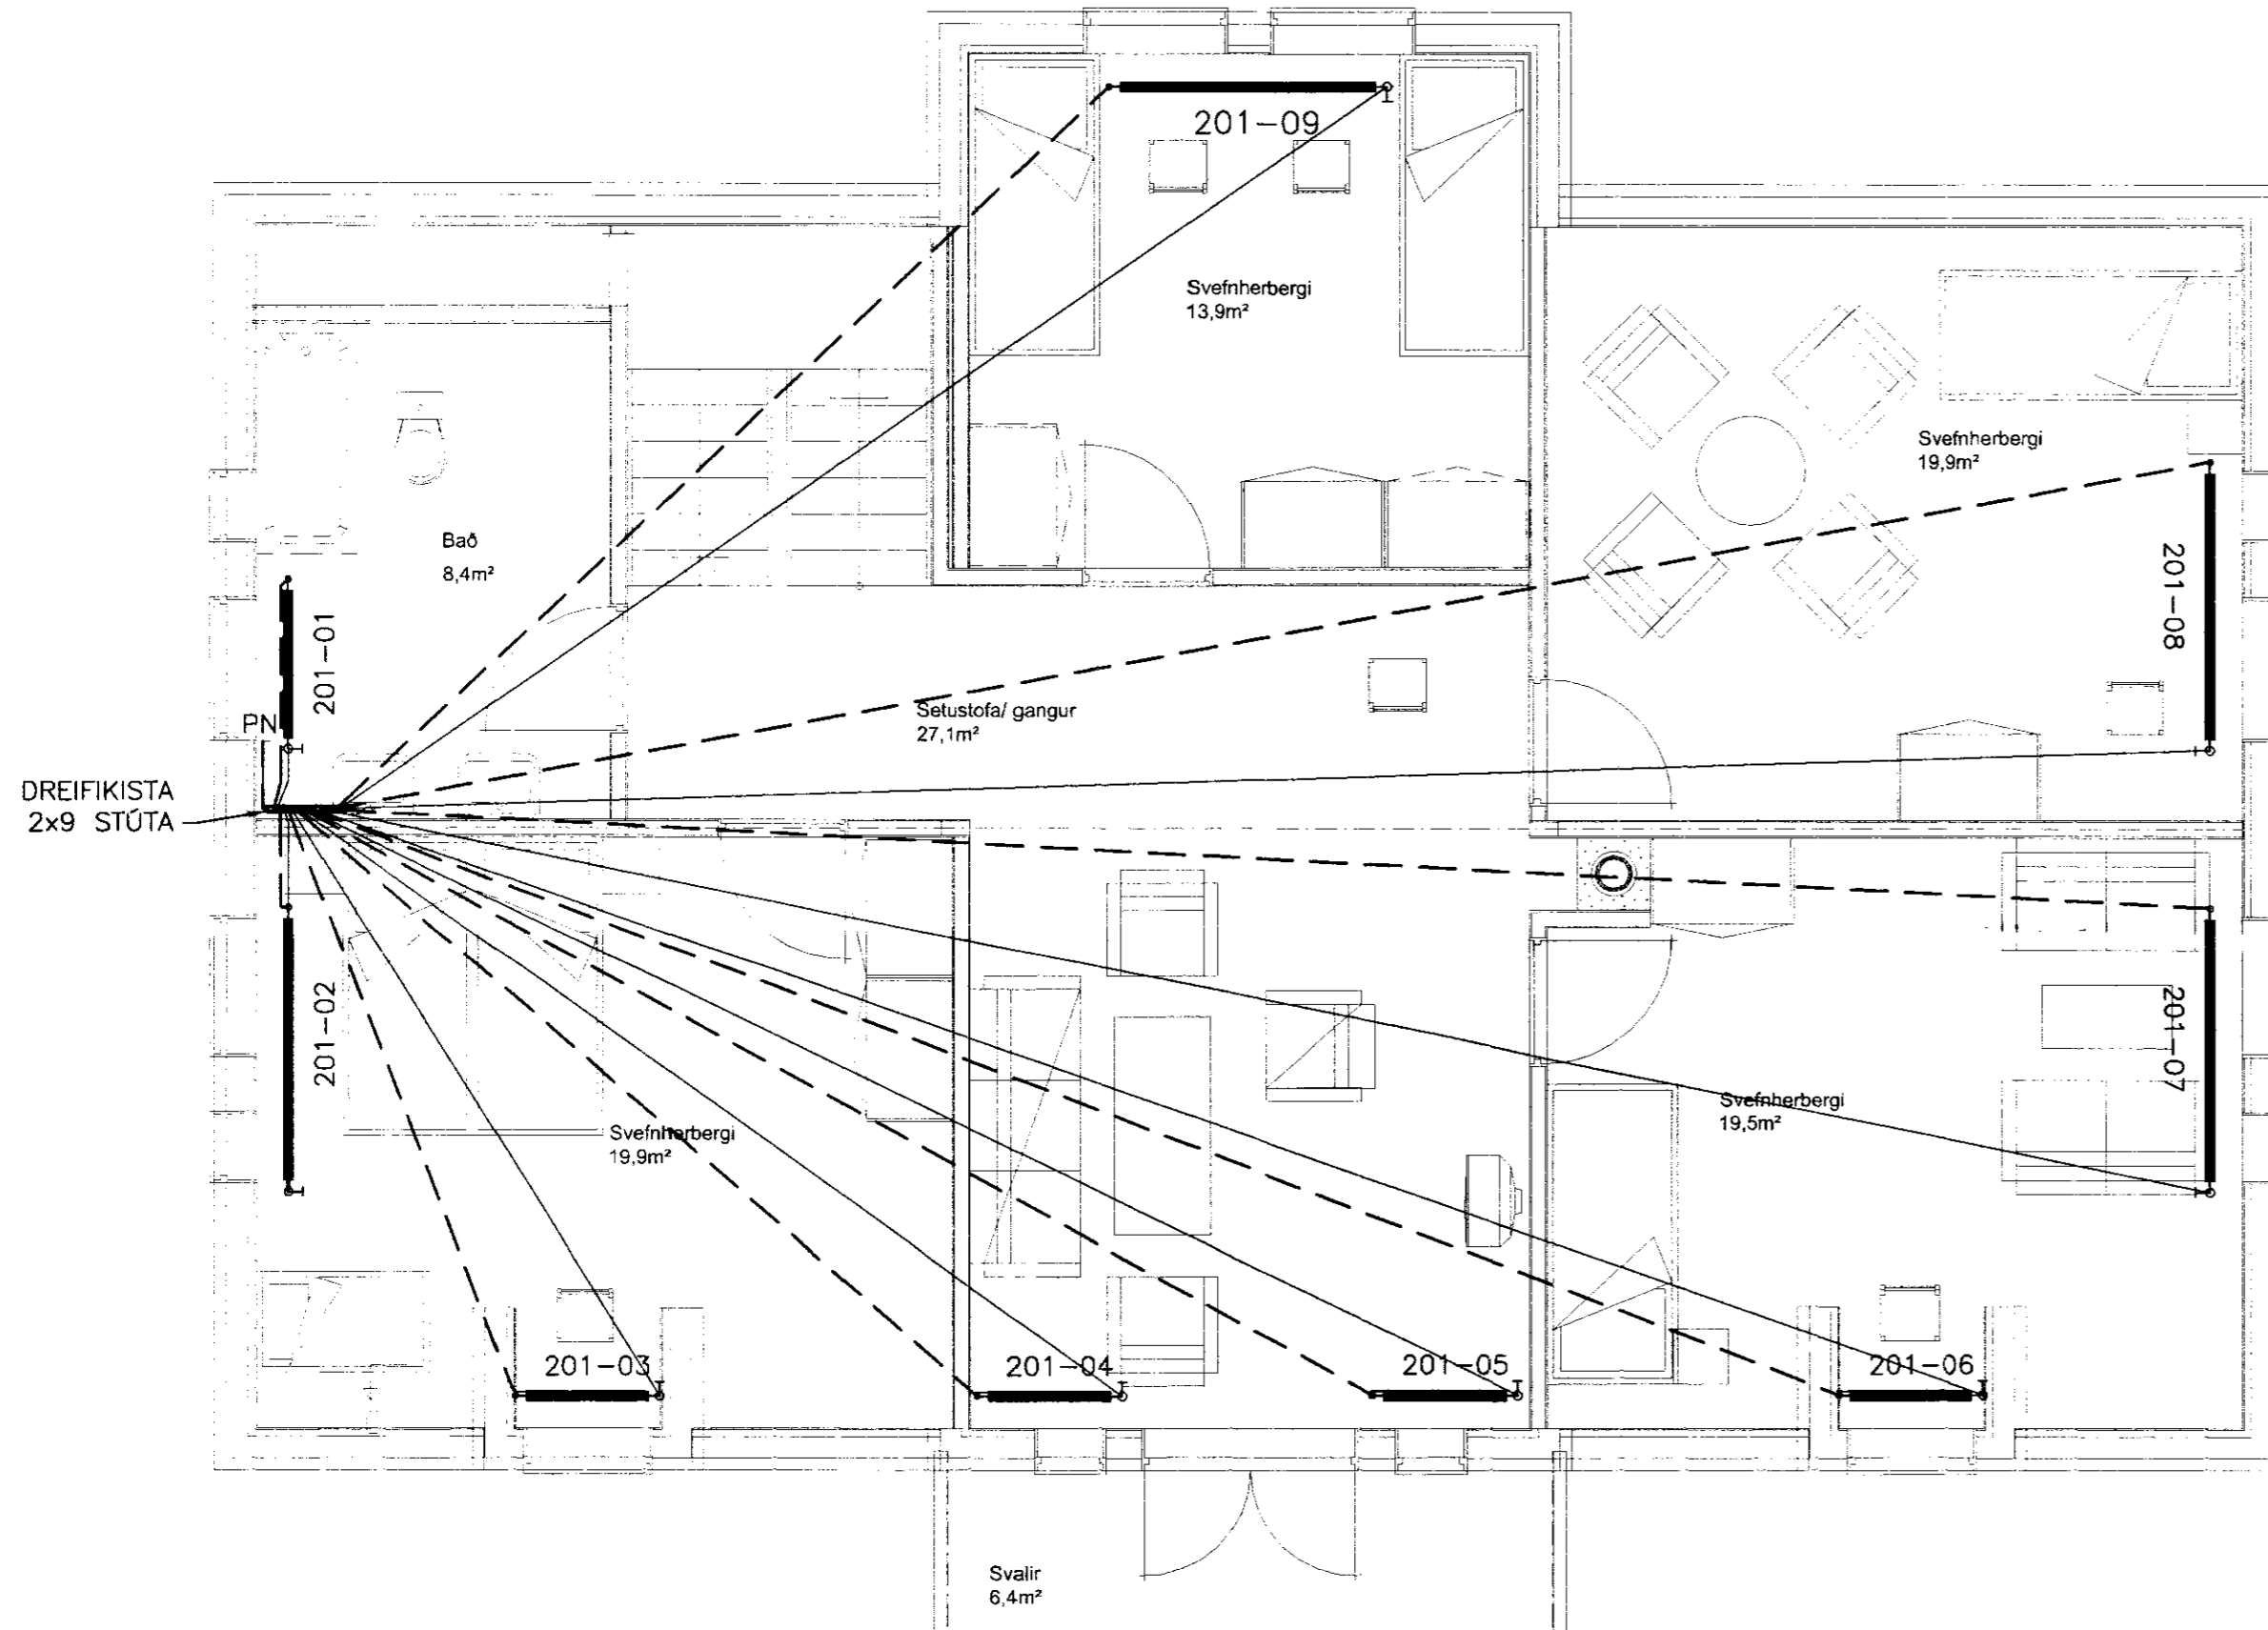 201-09
Svefnherbergi
13,9m²
Svefnherbergi
19,9m²
Bað
8,4m²
201-01
201-08
PN
Setustofa/ gangur
27,1m²
DREIFIKISTA
2x9 STÚTA
201-02
201-07
Svefnherbergi
19,9m²
Svefnherbergi
19,5m²
201-03
201-04
201-05
201-06
Svalir
6,4m²